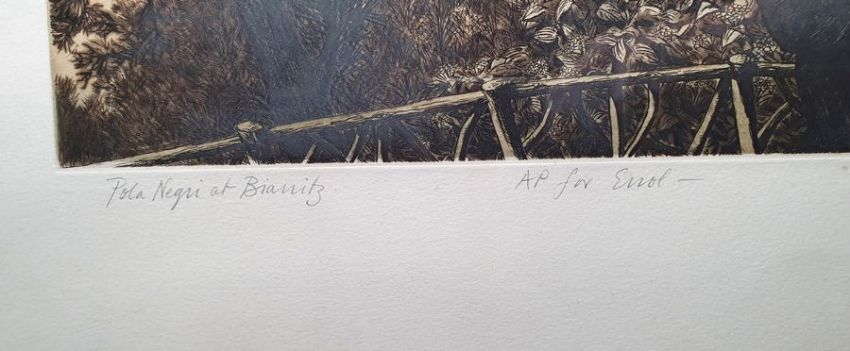 Pola Negri at Biarritz.
AP for Errol —